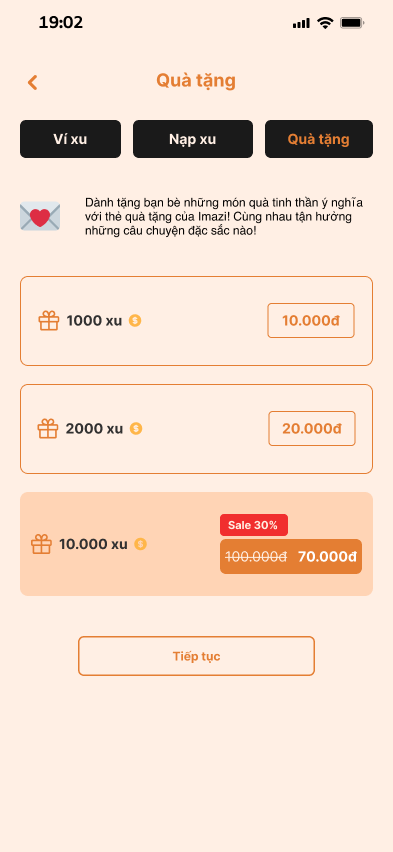 19:02
Quà tặng
Ví xu
Nạp xu
Quà tặng
Dành tặng bạn bè những món quà tinh thần ý nghĩa
với thẻ quà tặng của Imazi! Cùng nhau tận hưởng
những câu chuyện đặc sắc nào!
1000 xu $
10.000đ
2000 xu $
20.000đ
Sale 30%
10.000 xu $
100.000đ 70.000đ
Tiếp tục